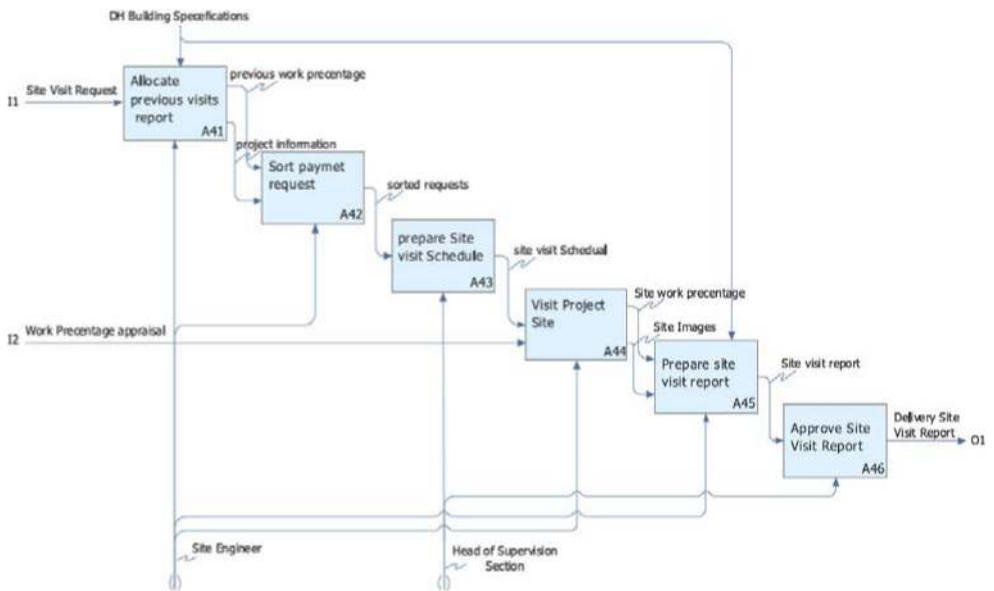 DH Building Specefications
I1
Site Visit Request
Allocate
previous visits
report
A41
previous work precentage
project information
Sort paymet
request
A42
sorted requests
prepare Site
visit Schedule
A43
site visit Schedual
I2
Work Precentage appraisal
Visit Project
Site
A44
Site work precentage
Site Images
Prepare site
visit report
A45
Site visit report
Approve Site
Visit Report
A46
Delivery Site
Visit Report
O1
Site Engineer
Head of Supervision
Section
()
()